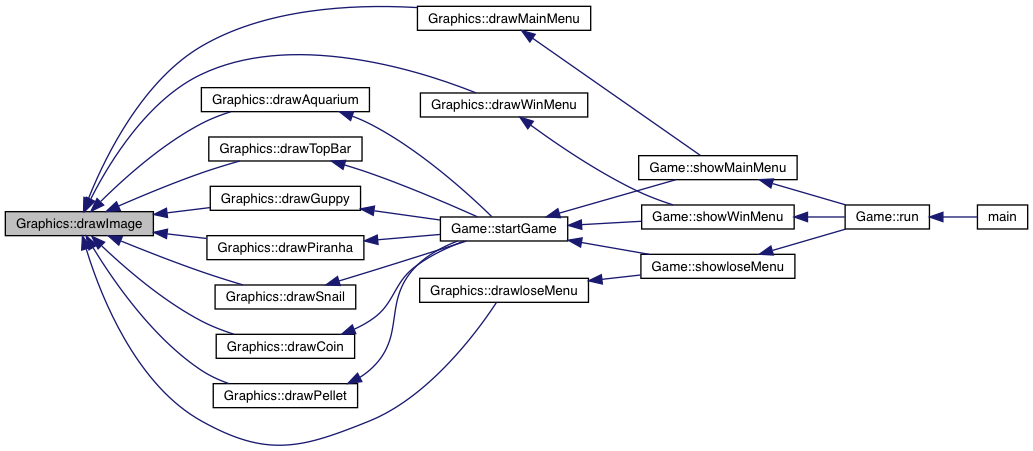 Graphics::drawMainMenu
Graphics::drawAquarium
Graphics::drawWinMenu
Graphics::drawTopBar
Game::showMainMenu
Graphics::drawGuppy
Graphics::drawImage
Game::startGame
Game::showWinMenu
Game::run
main
Graphics::drawPiranha
Game::showloseMenu
Graphics::drawSnail
Graphics::drawloseMenu
Graphics::drawCoin
Graphics::drawPellet